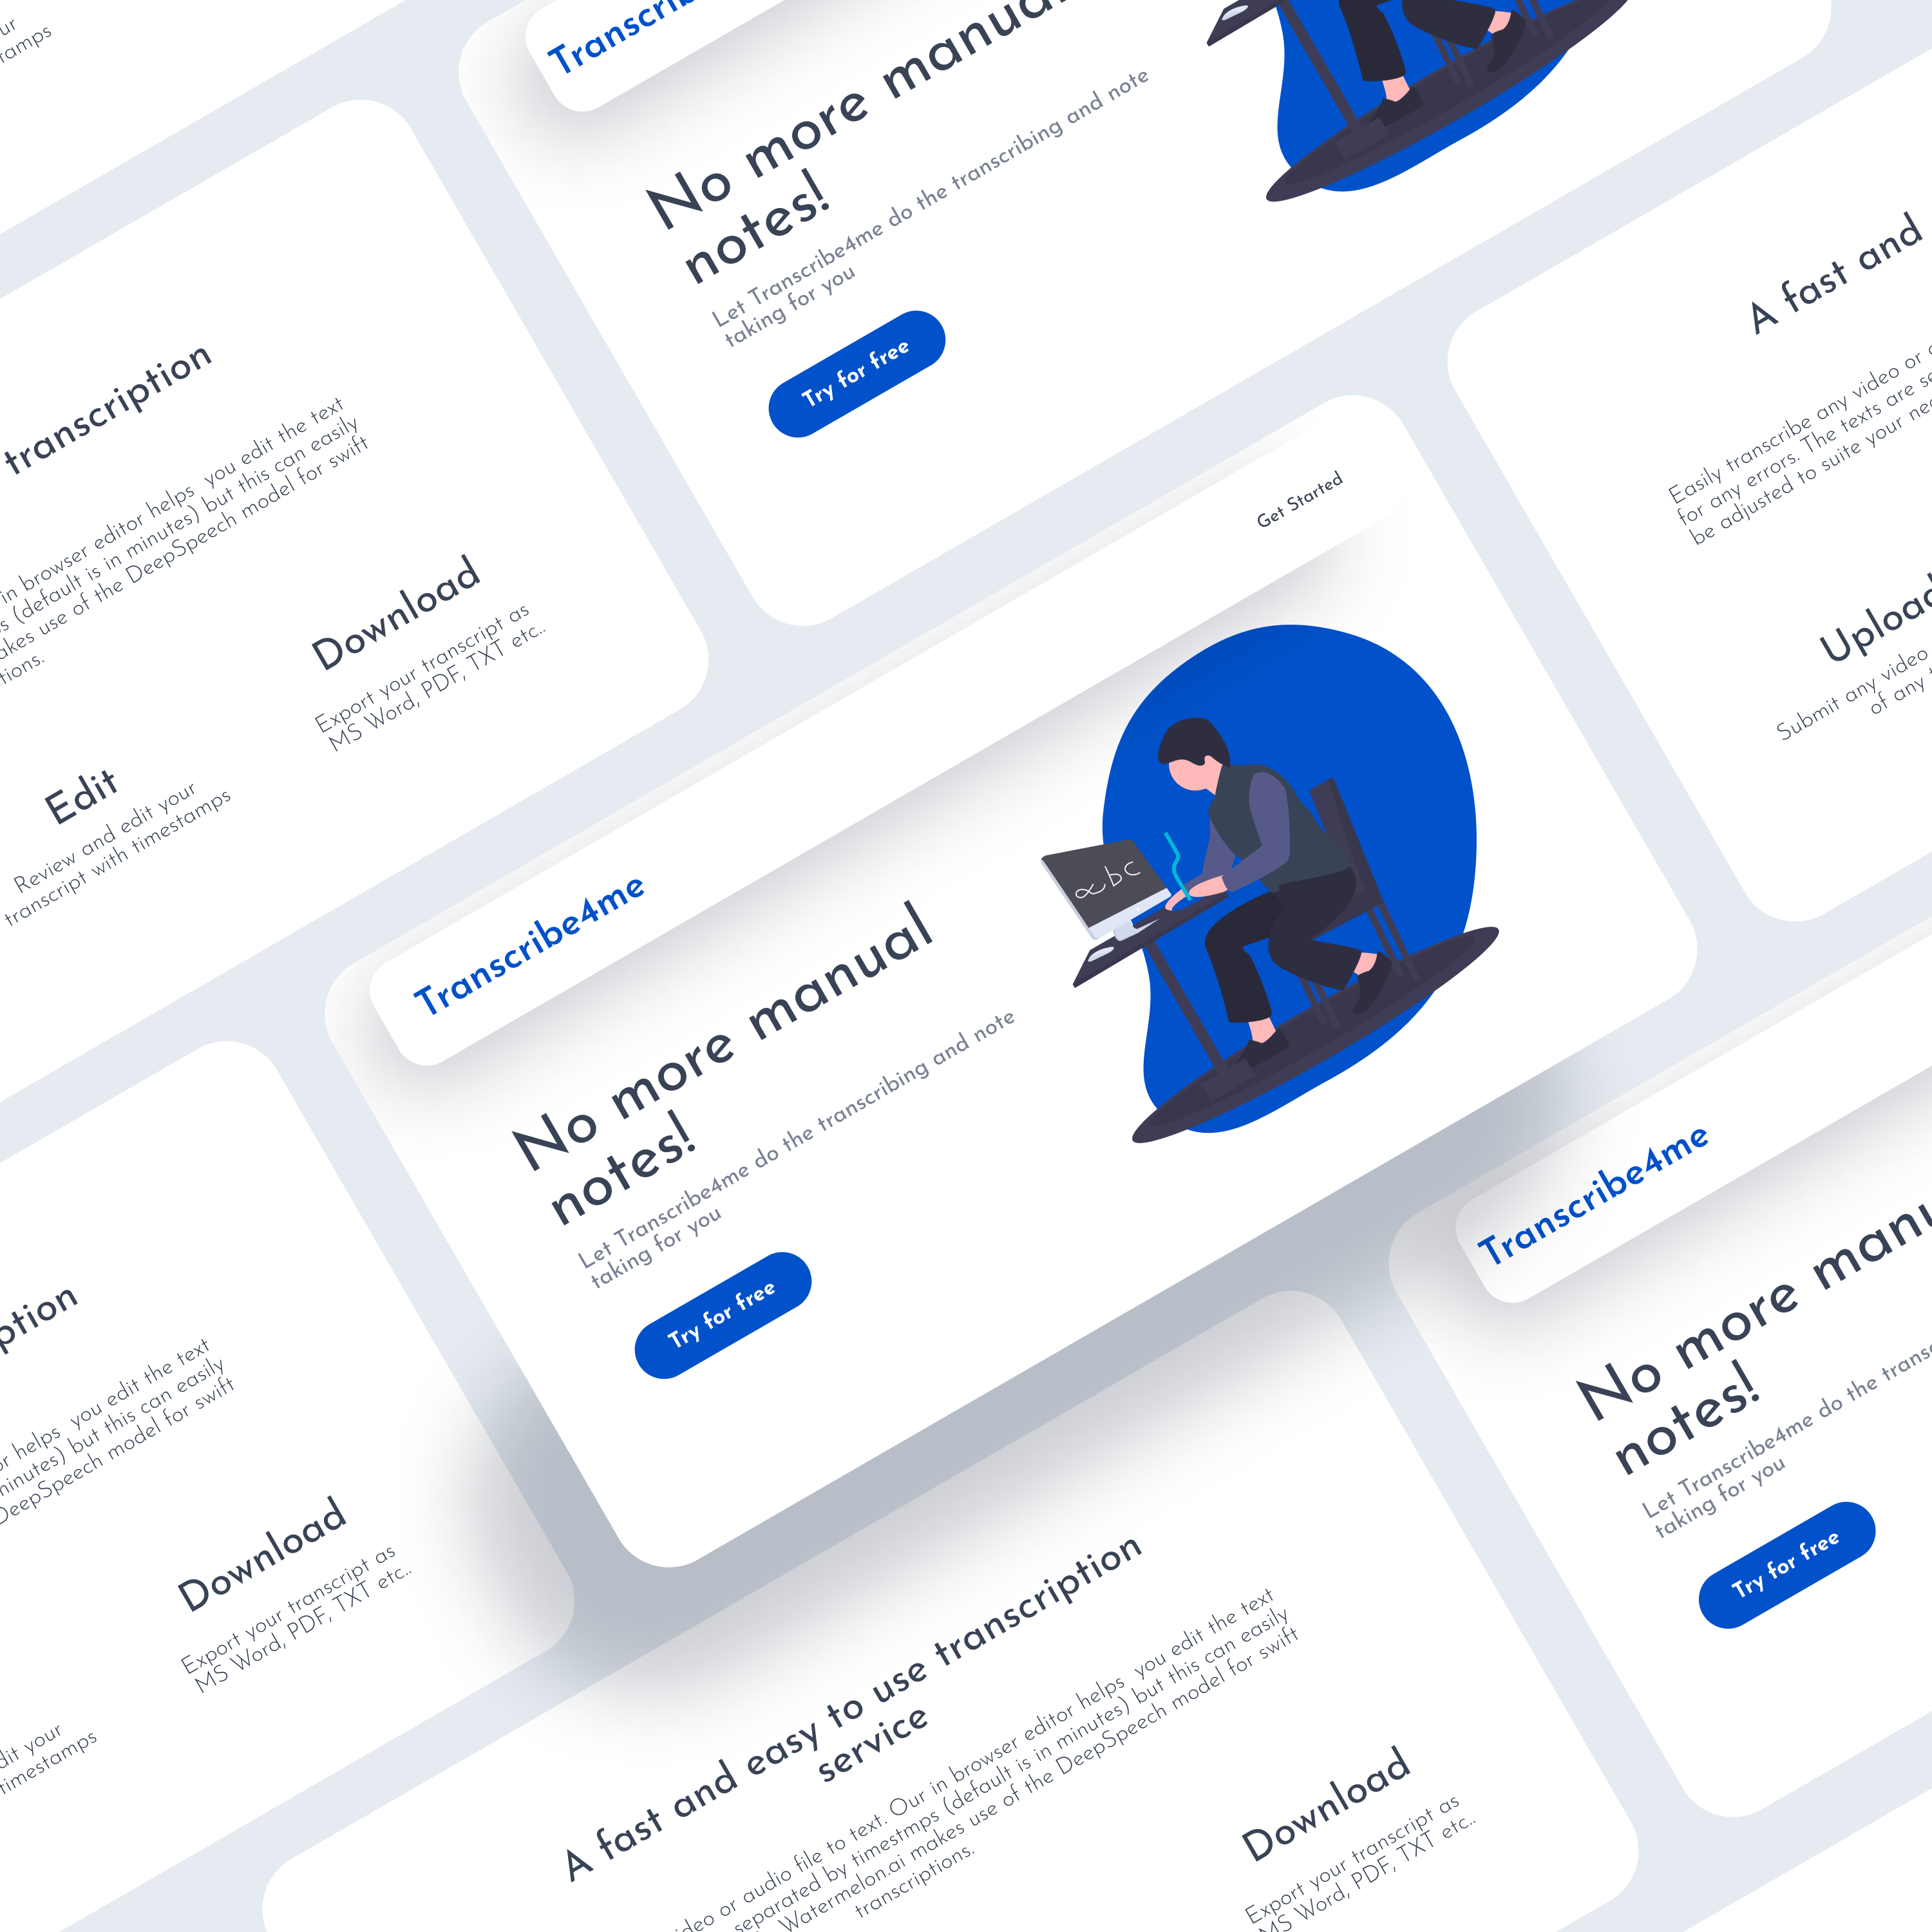 ur
tamps
transcription
in browser editor helps you edit the text
(default is in minutes) but this can easily
makes use of the DeepSpeech model for swift
tions.
Download
Export your transcript as
MS Word, PDF, TXT etc..
Edit
Review and edit your
transcript with timestamps
No more manual
notes!
Let Transcribe4me do the transcribing and note
taking for you
Try for free
A fast and
Easily transcribe any video or
for any errors. The texts are
be adjusted to suite your
Upload
Submit any video
of any
Transcribe4me
Get Started
No more manual
notes!
Let Transcribe4me do the transcribing and note
taking for you
abc
Try for free
ption
helps you edit the text
minutes) but this can easily
DeepSpeech model for swift
Download
Export your transcript as
MS Word, PDF, TXT etc..
dit your
timestamps
A fast and easy to use transcription
service
ideo or audio file to text. Our in browser editor helps you edit the text
separated by timestmps (default is in minutes) but this can easily
Watermelon.ai makes use of the DeepSpeech model for swift
transcriptions.
Download
Export your transcript as
MS Word, PDF, TXT etc..
Transcribe4me
No more manu
notes!
Let Transcribe4me do the trans
taking for you
Try for free